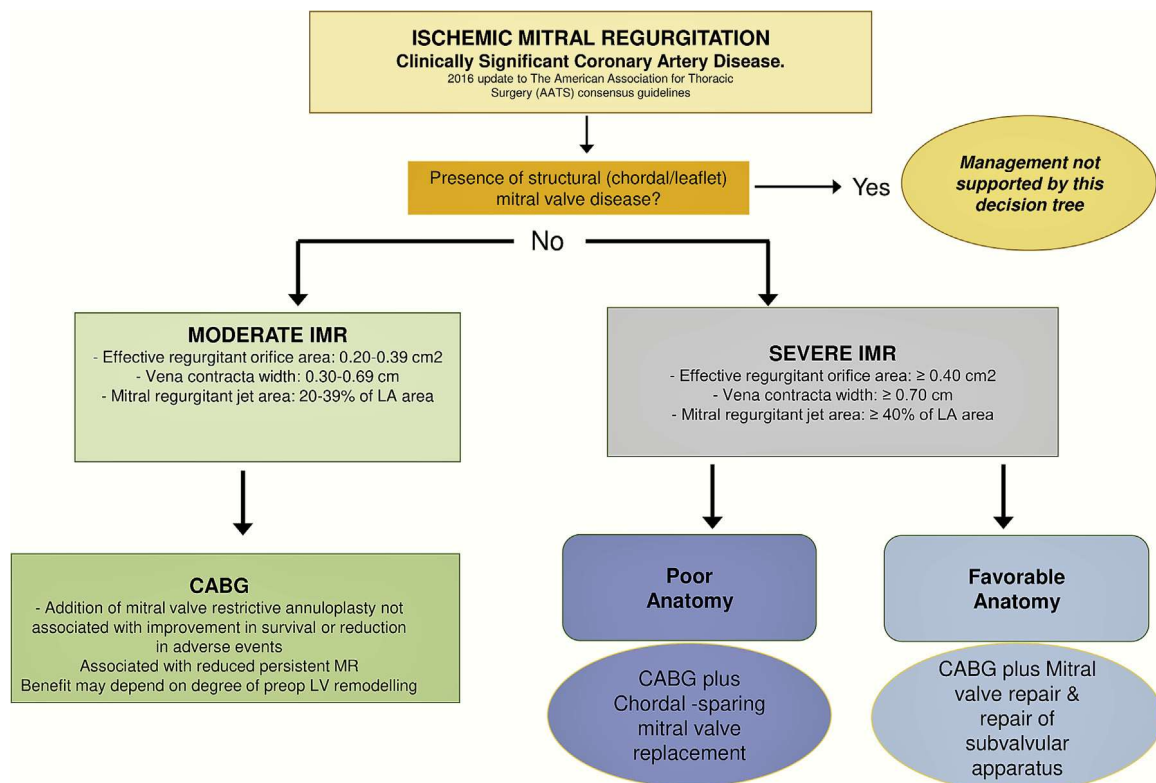 ISCHEMIC MITRAL REGURGITATION
Clinically Significant Coronary Artery Disease.
2016 update to The American Association for Thoracic
Surgery (AATS) consensus guidelines
Presence of structural (chordal/leaflet)
mitral valve disease?
Yes
Management not
supported by this
decision tree
No
MODERATE IMR
- Effective regurgitant orifice area: 0.20-0.39 cm2
- Vena contracta width: 0.30-0.69 cm
- Mitral regurgitant jet area: 20-39% of LA area
SEVERE IMR
- Effective regurgitant orifice area: ≥ 0.40 cm2
- Vena contracta width: ≥ 0.70 cm
- Mitral regurgitant jet area: ≥ 40% of LA area
CABG
- Addition of mitral valve restrictive annuloplasty not
associated with improvement in survival or reduction
in adverse events
Associated with reduced persistent MR
Benefit may depend on degree of preop LV remodelling
Poor
Anatomy
Favorable
Anatomy
CABG plus
Chordal -sparing
mitral valve
replacement
CABG plus Mitral
valve repair &
repair of
subvalvular
apparatus